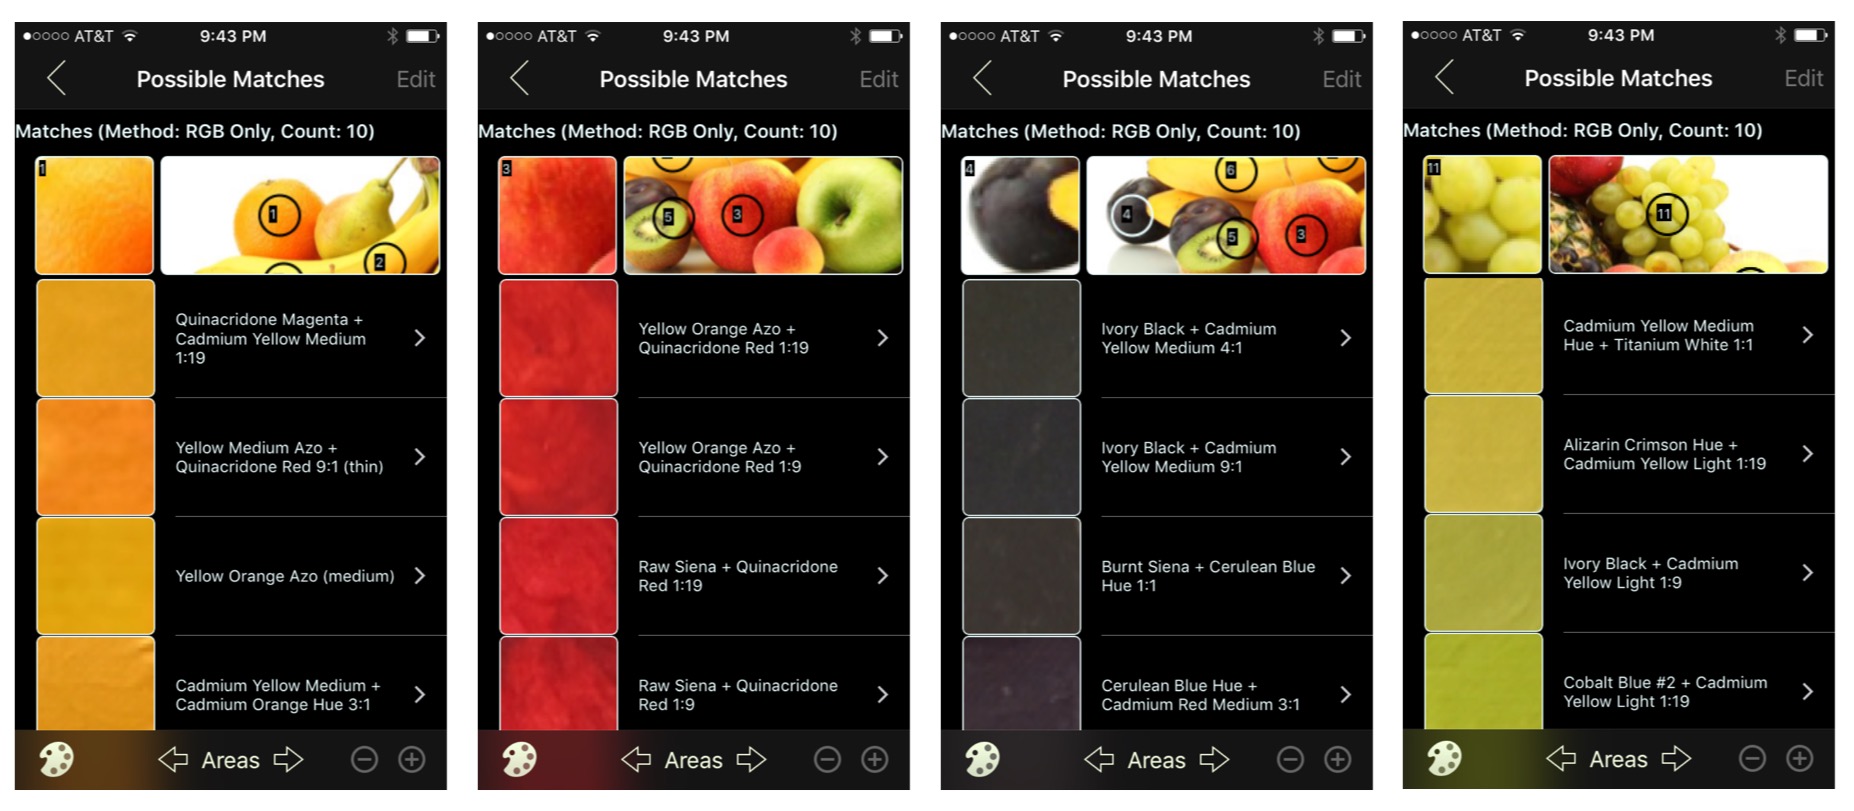 ●○○○○ AT&T 9:43 PM
Possible Matches Edit
Matches (Method: RGB Only, Count: 10)
1
1
2
Quinacridone Magenta +
Cadmium Yellow Medium
1:19
Yellow Medium Azo +
Quinacridone Red 9:1 (thin)
Yellow Orange Azo (medium)
Cadmium Yellow Medium +
Cadmium Orange Hue 3:1
Areas
●○○○○ AT&T 9:43 PM
Possible Matches Edit
Matches (Method: RGB Only, Count: 10)
3
5
3
Yellow Orange Azo +
Quinacridone Red 1:19
Yellow Orange Azo +
Quinacridone Red 1:9
Raw Siena + Quinacridone
Red 1:19
Raw Siena + Quinacridone
Red 1:9
Areas
●○○○○ AT&T 9:43 PM
Possible Matches Edit
Matches (Method: RGB Only, Count: 10)
4
6
4
5
3
Ivory Black + Cadmium
Yellow Medium 4:1
Ivory Black + Cadmium
Yellow Medium 9:1
Burnt Siena + Cerulean Blue
Hue 1:1
Cerulean Blue Hue +
Cadmium Red Medium 3:1
Areas
●○○○○ AT&T 9:43 PM
Possible Matches Edit
Matches (Method: RGB Only, Count: 10)
11
11
Cadmium Yellow Medium
Hue + Titanium White 1:1
Alizarin Crimson Hue +
Cadmium Yellow Light 1:19
Ivory Black + Cadmium
Yellow Light 1:9
Cobalt Blue #2 + Cadmium
Yellow Light 1:19
Areas